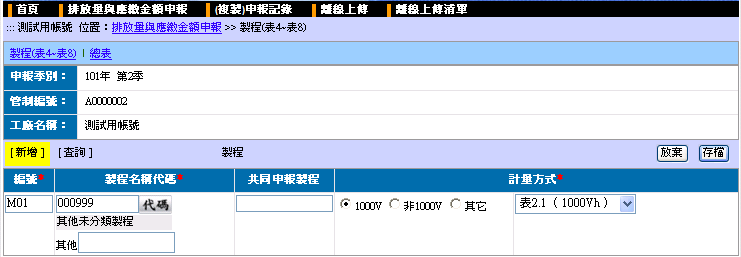 首頁 排放量與應繳金額申報 (複製)申報記錄 離線上傳 離線上傳清單
::: 測試用帳號 位置：排放量與應繳金額申報 >> 製程(表4~表8)
製程(表4~表8) | 總表
申報季別： 101年 第2季
管制編號： A0000002
工廠名稱： 測試用帳號
[ 新增 ] [ 查詢 ] 製程 放棄 存檔
編號* 製程名稱代碼* 共同申報製程 計量方式*
M01 000999 代碼 1000V 非1000V 其它 表2.1 ( 1000Vh )
其他未分類製程
其他